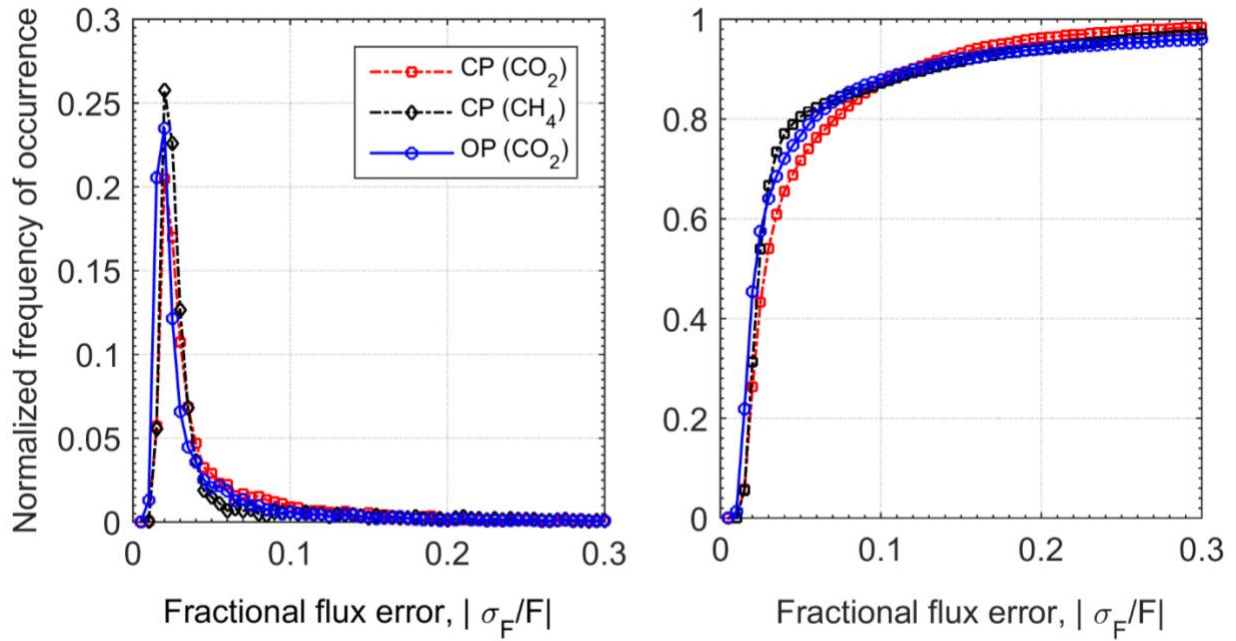 Normalized frequency of occurrence
0.3
0.25
0.2
0.15
0.1
0.05
0
0 0.1 0.2 0.3
CP (CO₂)
CP (CH₄)
OP (CO₂)
Fractional flux error, | σ_F/F|
1
0.8
0.6
0.4
0.2
0
0 0.1 0.2 0.3
Fractional flux error, | σ_F/F|